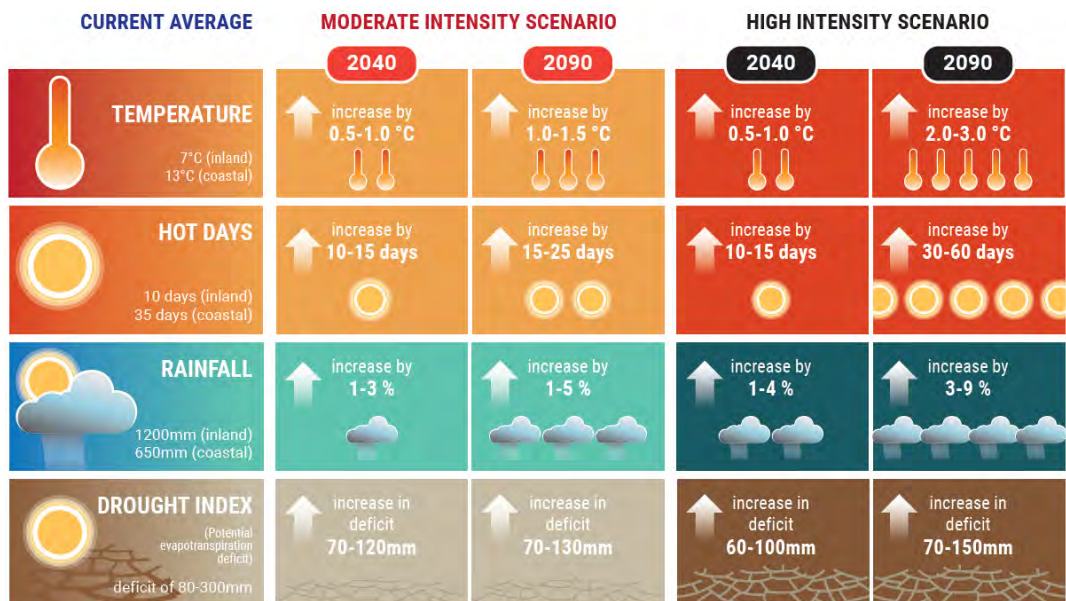 CURRENT AVERAGE
MODERATE INTENSITY SCENARIO
HIGH INTENSITY SCENARIO
2040
2090
2040
2090
TEMPERATURE
7°C (inland)
13°C (coastal)
increase by
0.5-1.0 °C
increase by
1.0-1.5 °C
increase by
0.5-1.0 °C
increase by
2.0-3.0 °C
HOT DAYS
10 days (inland)
35 days (coastal)
increase by
10-15 days
increase by
15-25 days
increase by
10-15 days
increase by
30-60 days
RAINFALL
1200mm (inland)
650mm (coastal)
increase by
1-3 %
increase by
1-5 %
increase by
1-4 %
increase by
3-9 %
DROUGHT INDEX
(Potential
evapotranspiration
deficit)
deficit of 80-300mm
increase in
deficit
70-120mm
increase in
deficit
70-130mm
increase in
deficit
60-100mm
increase in
deficit
70-150mm